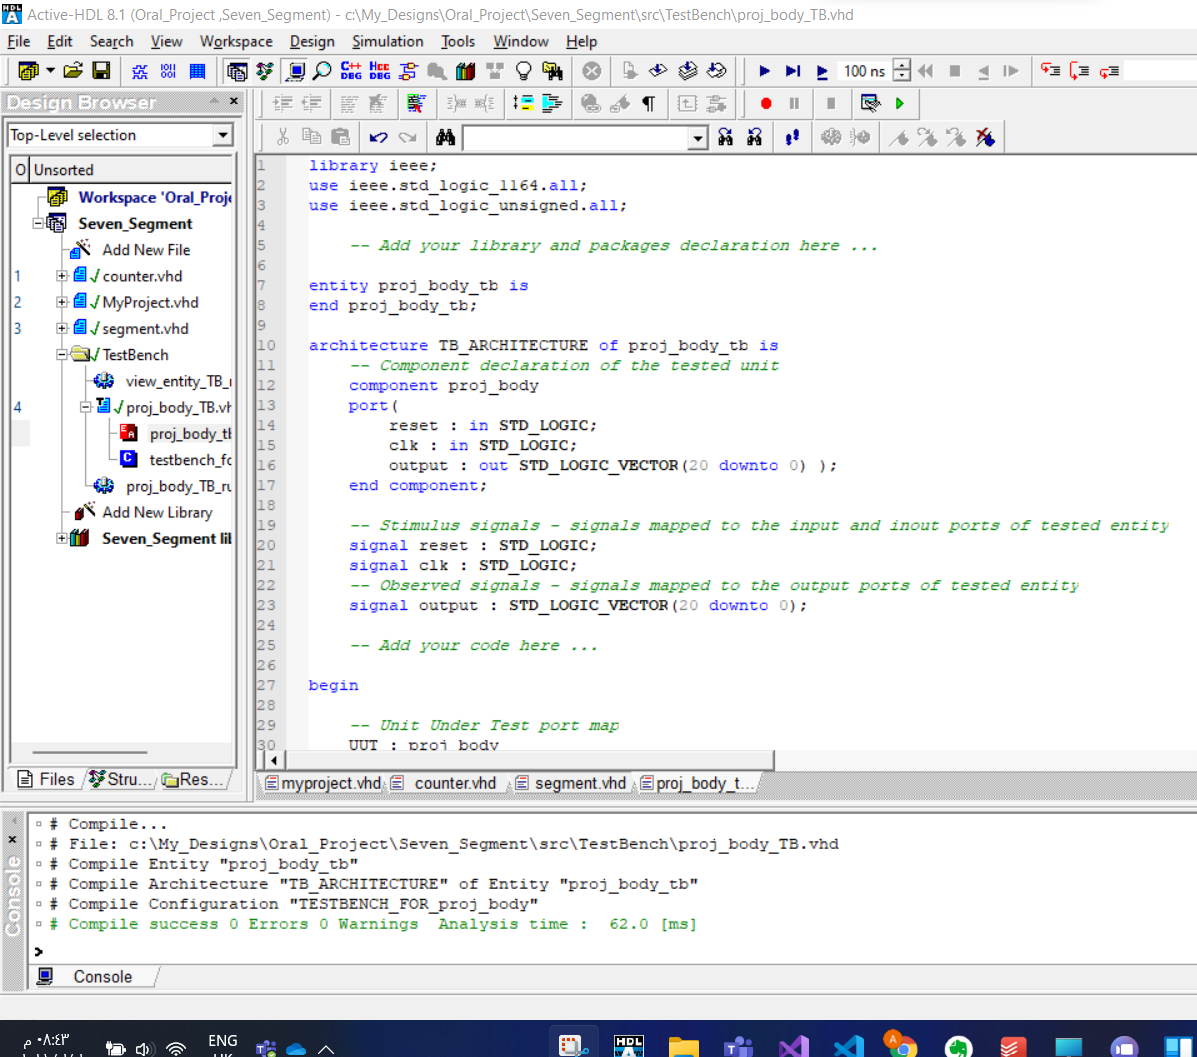 Active-HDL 8.1 (Oral_Project ,Seven_Segment) - c:\My_Designs\Oral_Project\Seven_Segment\src\TestBench\proj_body_TB.vhd
File Edit Search View Workspace Design Simulation Tools Window Help
C++ DBG HCC DBG 100 ns
Design Browser
Top-Level selection
O Unsorted
Workspace 'Oral_Proje
Seven_Segment
Add New File
1 counter.vhd
2 MyProject.vhd
3 segment.vhd
TestBench
view_entity_TB_
4 proj_body_TB.vh
proj_body_tb
testbench_fo
proj_body_TB_ru
Add New Library
Seven_Segment lib
Files Stru... Res...
1 library ieee;
2 use ieee.std_logic_1164.all;
3 use ieee.std_logic_unsigned.all;
4
5 -- Add your library and packages declaration here ...
6
7 entity proj_body_tb is
8 end proj_body_tb;
9
10 architecture TB_ARCHITECTURE of proj_body_tb is
11 -- Component declaration of the tested unit
12 component proj_body
13 port(
14 reset : in STD_LOGIC;
15 clk : in STD_LOGIC;
16 output : out STD_LOGIC_VECTOR(20 downto 0) );
17 end component;
18
19 -- Stimulus signals - signals mapped to the input and inout ports of tested entity
20 signal reset : STD_LOGIC;
21 signal clk : STD_LOGIC;
22 -- Observed signals - signals mapped to the output ports of tested entity
23 signal output : STD_LOGIC_VECTOR(20 downto 0);
24
25 -- Add your code here ...
26
27 begin
28
29 -- Unit Under Test port map
30 UUT : proj_body
myproject.vhd counter.vhd segment.vhd proj_body_t...
# Compile...
# File: c:\My_Designs\Oral_Project\Seven_Segment\src\TestBench\proj_body_TB.vhd
# Compile Entity "proj_body_tb"
# Compile Architecture "TB_ARCHITECTURE" of Entity "proj_body_tb"
# Compile Configuration "TESTBENCH_FOR_proj_body"
# Compile success 0 Errors 0 Warnings  Analysis time :  62.0 [ms]
>
Console
Console
٠٨:٤٣ م
ENG
HDL